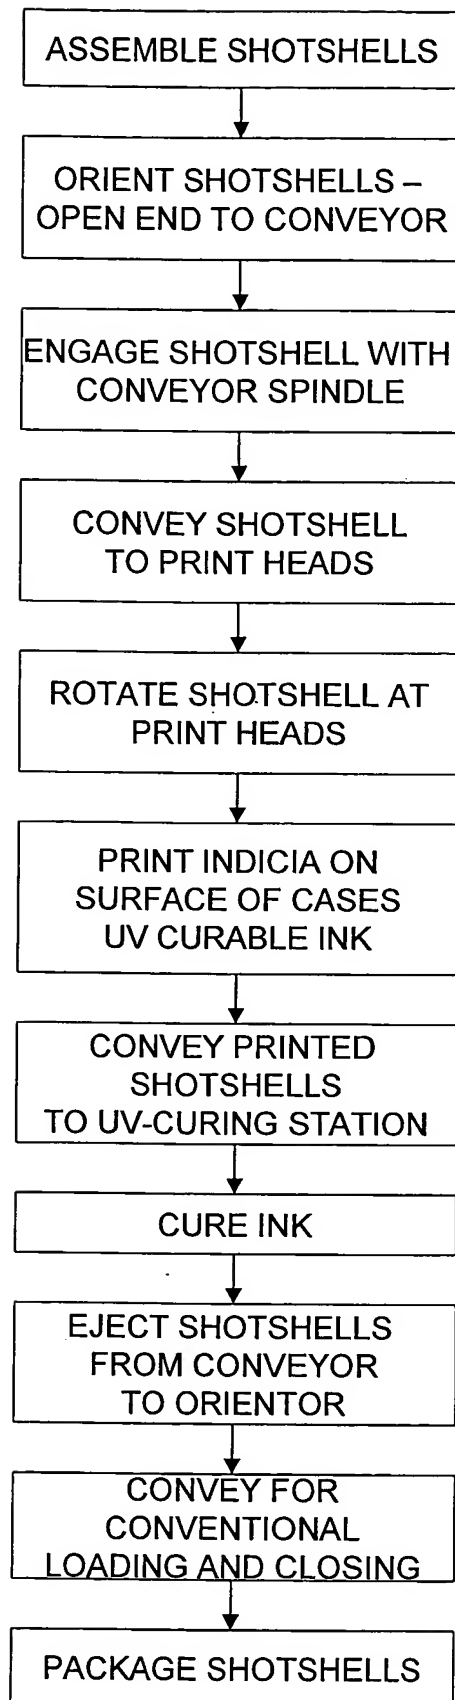 ASSEMBLE SHOTSHELLS
ORIENT SHOTSHELLS –
OPEN END TO CONVEYOR
ENGAGE SHOTSHELL WITH
CONVEYOR SPINDLE
CONVEY SHOTSHELL
TO PRINT HEADS
ROTATE SHOTSHELL AT
PRINT HEADS
PRINT INDICIA ON
SURFACE OF CASES
UV CURABLE INK
CONVEY PRINTED
SHOTSHELLS
TO UV-CURING STATION
CURE INK
EJECT SHOTSHELLS
FROM CONVEYOR
TO ORIENTOR
CONVEY FOR
CONVENTIONAL
LOADING AND CLOSING
PACKAGE SHOTSHELLS